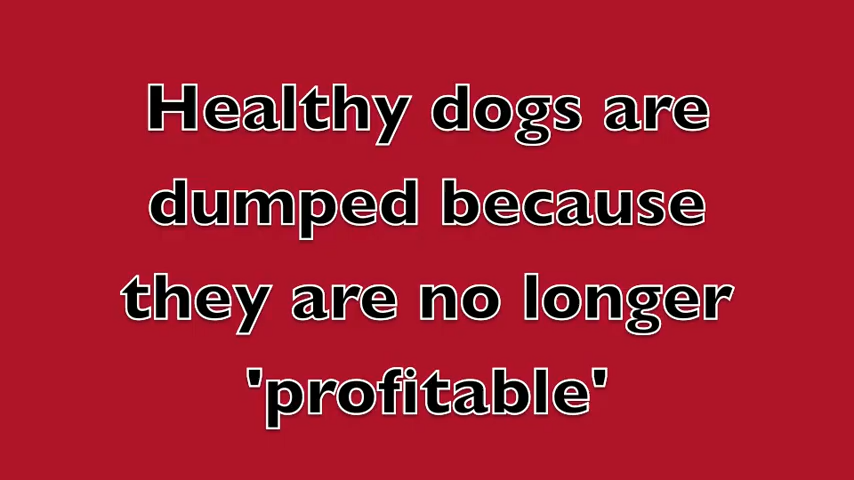 Healthy dogs are
dumped because
they are no longer
'profitable'